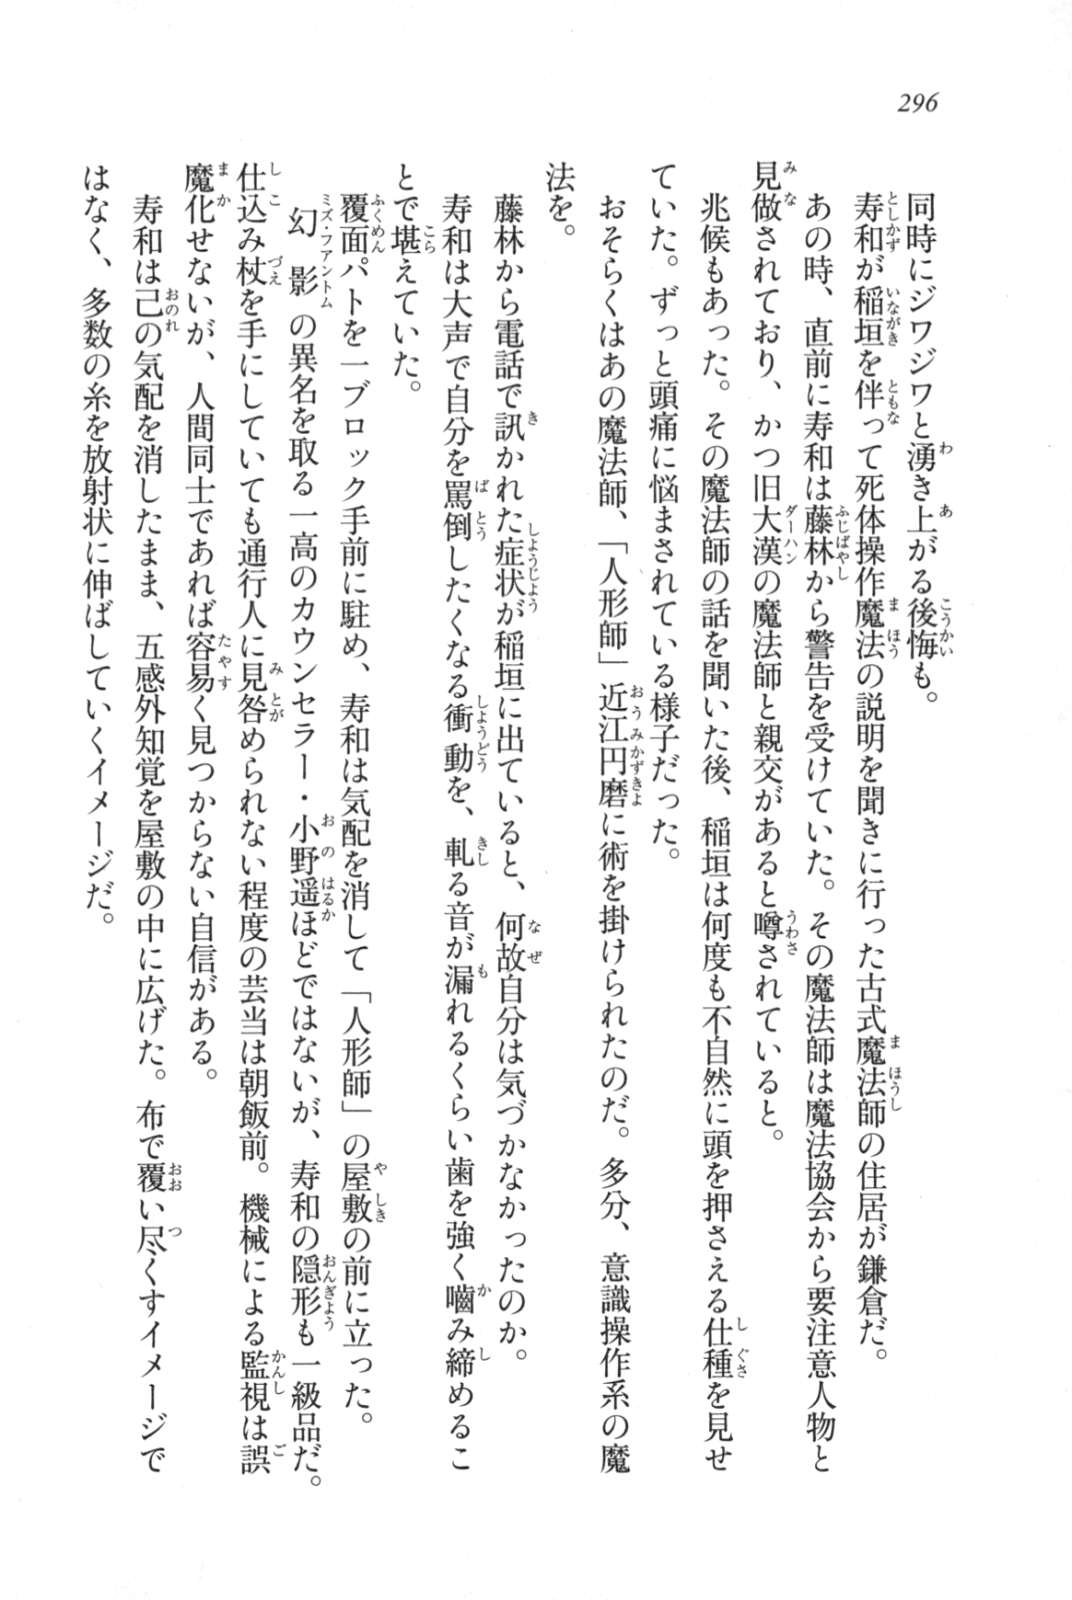 296
同時にジワジワと湧き上がる後悔も。
寿和が稲垣を伴って死体操作魔法の説明を聞きに行った古式魔法師の住居が鎌倉だ。
あの時、直前に寿和は藤林から警告を受けていた。その魔法師は魔法協会から要注意人物と
見做されており、かつ旧大漢の魔法師と親交があると噂されていると。
兆候もあった。その魔法師の話を聞いた後、稲垣は何度も不自然に頭を押さえる仕種を見せ
ていた。ずっと頭痛に悩まされている様子だった。
おそらくはあの魔法師、「人形師」近江円磨に術を掛けられたのだ。多分、意識操作系の魔
法を。
藤林から電話で訊かれた症状が稲垣に出ていると、何故自分は気づかなかったのか。
寿和は大声で自分を罵倒したくなる衝動を、軋る音が漏れるくらい歯を強く嚙み締めるこ
とで堪えていた。
覆面パトを一ブロック手前に駐め、寿和は気配を消して「人形師」の屋敷の前に立った。
幻影の異名を取る一高のカウンセラー・小野遥ほどではないが、寿和の隠形も一級品だ。
仕込み杖を手にしていても通行人に見咎められない程度の芸当は朝飯前。機械による監視は誤
魔化せないが、人間同士であれば容易く見つからない自信がある。
寿和は己の気配を消したまま、五感外知覚を屋敷の中に広げた。布で覆い尽くすイメージで
はなく、多数の糸を放射状に伸ばしていくイメージだ。